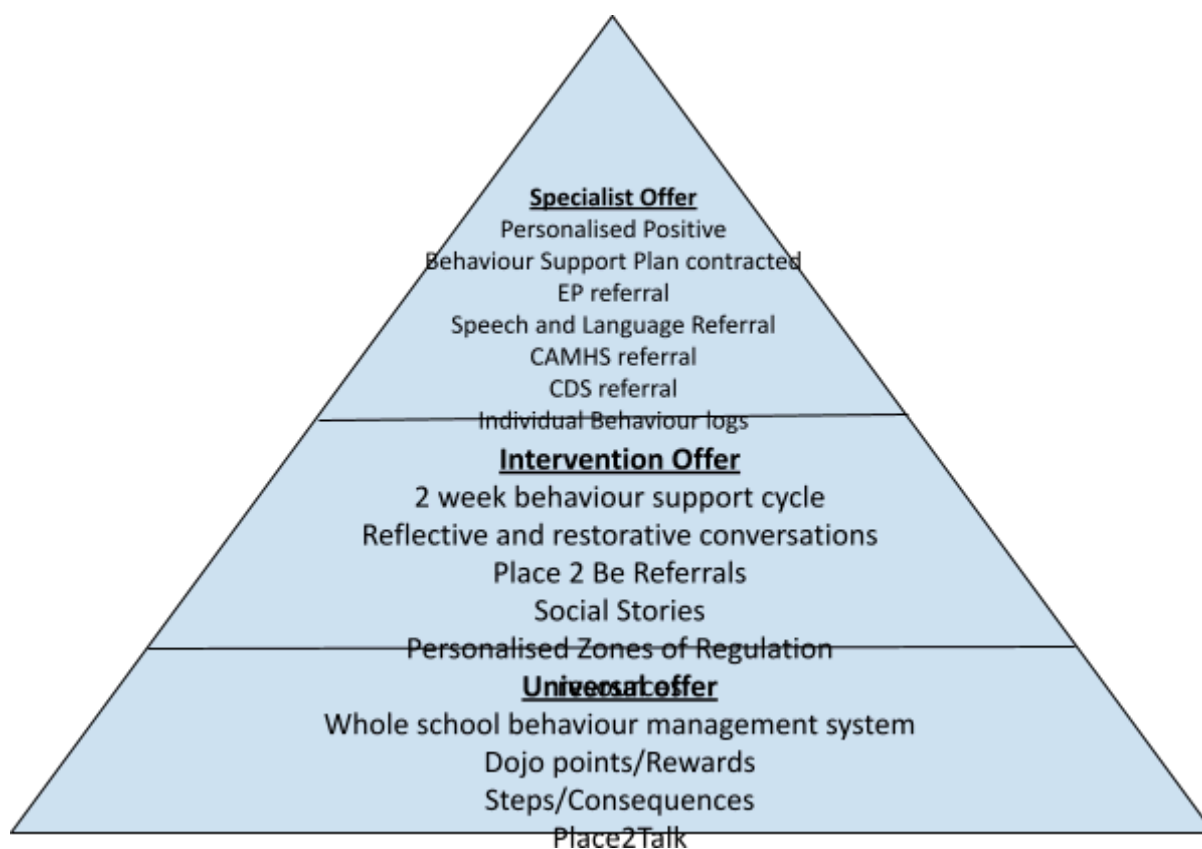 Specialist Offer
Personalised Positive
Behaviour Support Plan contracted
EP referral
Speech and Language Referral
CAMHS referral
CDS referral
Individual Behaviour logs
Intervention Offer
2 week behaviour support cycle
Reflective and restorative conversations
Place 2 Be Referrals
Social Stories
Personalised Zones of Regulation
Universal offer
Whole school behaviour management system
Dojo points/Rewards
Steps/Consequences
Place2Talk